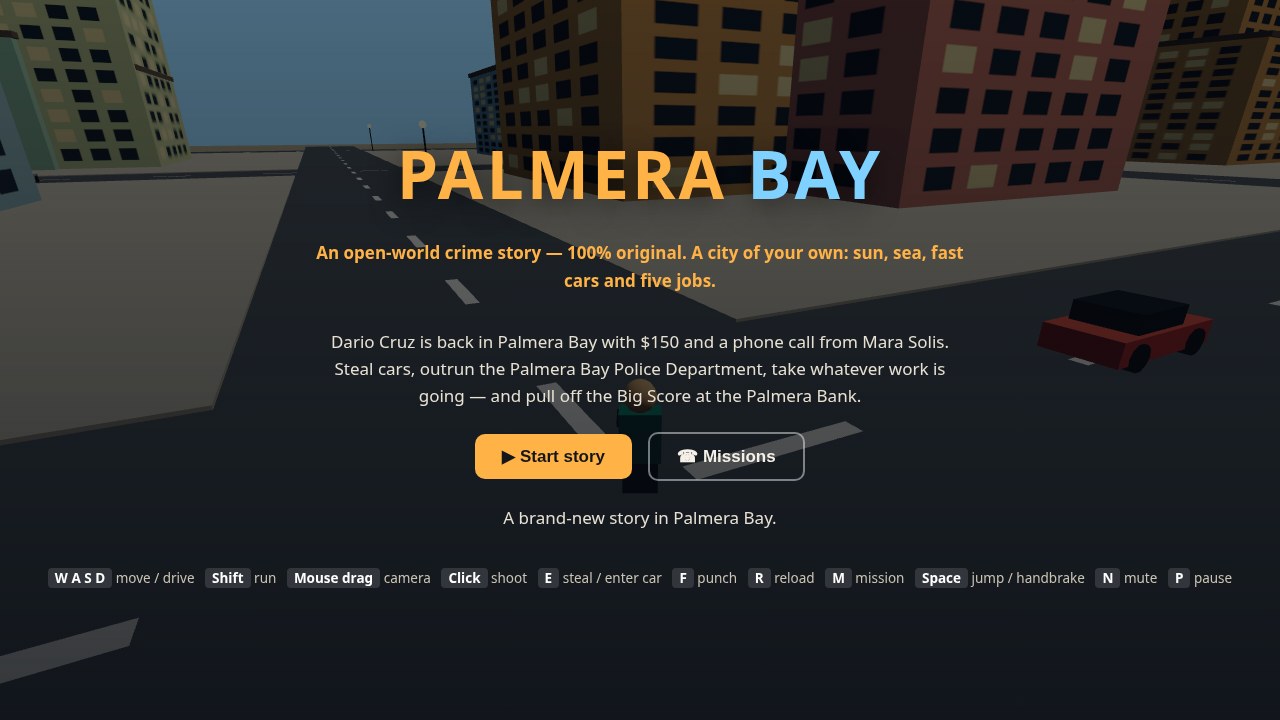 PALMERA BAY
An open-world crime story — 100% original. A city of your own: sun, sea, fast
cars and five jobs.
Dario Cruz is back in Palmera Bay with $150 and a phone call from Mara Solis.
Steal cars, outrun the Palmera Bay Police Department, take whatever work is
going — and pull off the Big Score at the Palmera Bank.
▶ Start story ☎ Missions
A brand-new story in Palmera Bay.
W A S D move / drive Shift run Mouse drag camera Click shoot E steal / enter car F punch R reload M mission Space jump / handbrake N mute P pause